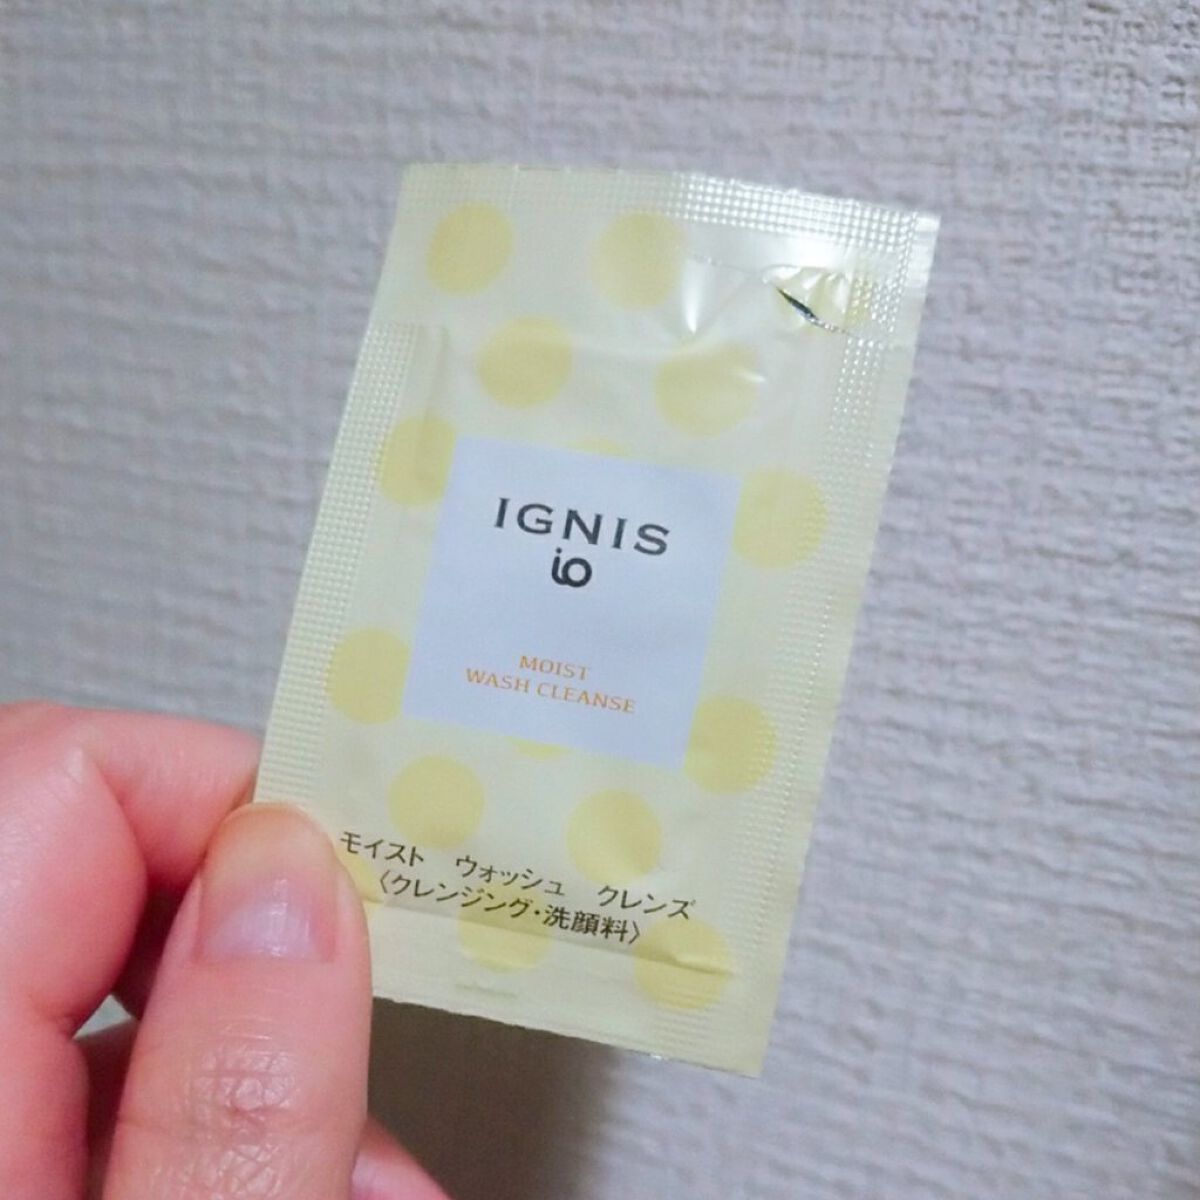 IGNIS
io
MOIST
WASH CLEANSE
モイスト ウォッシュ クレンズ
〈クレンジング・洗顔料〉